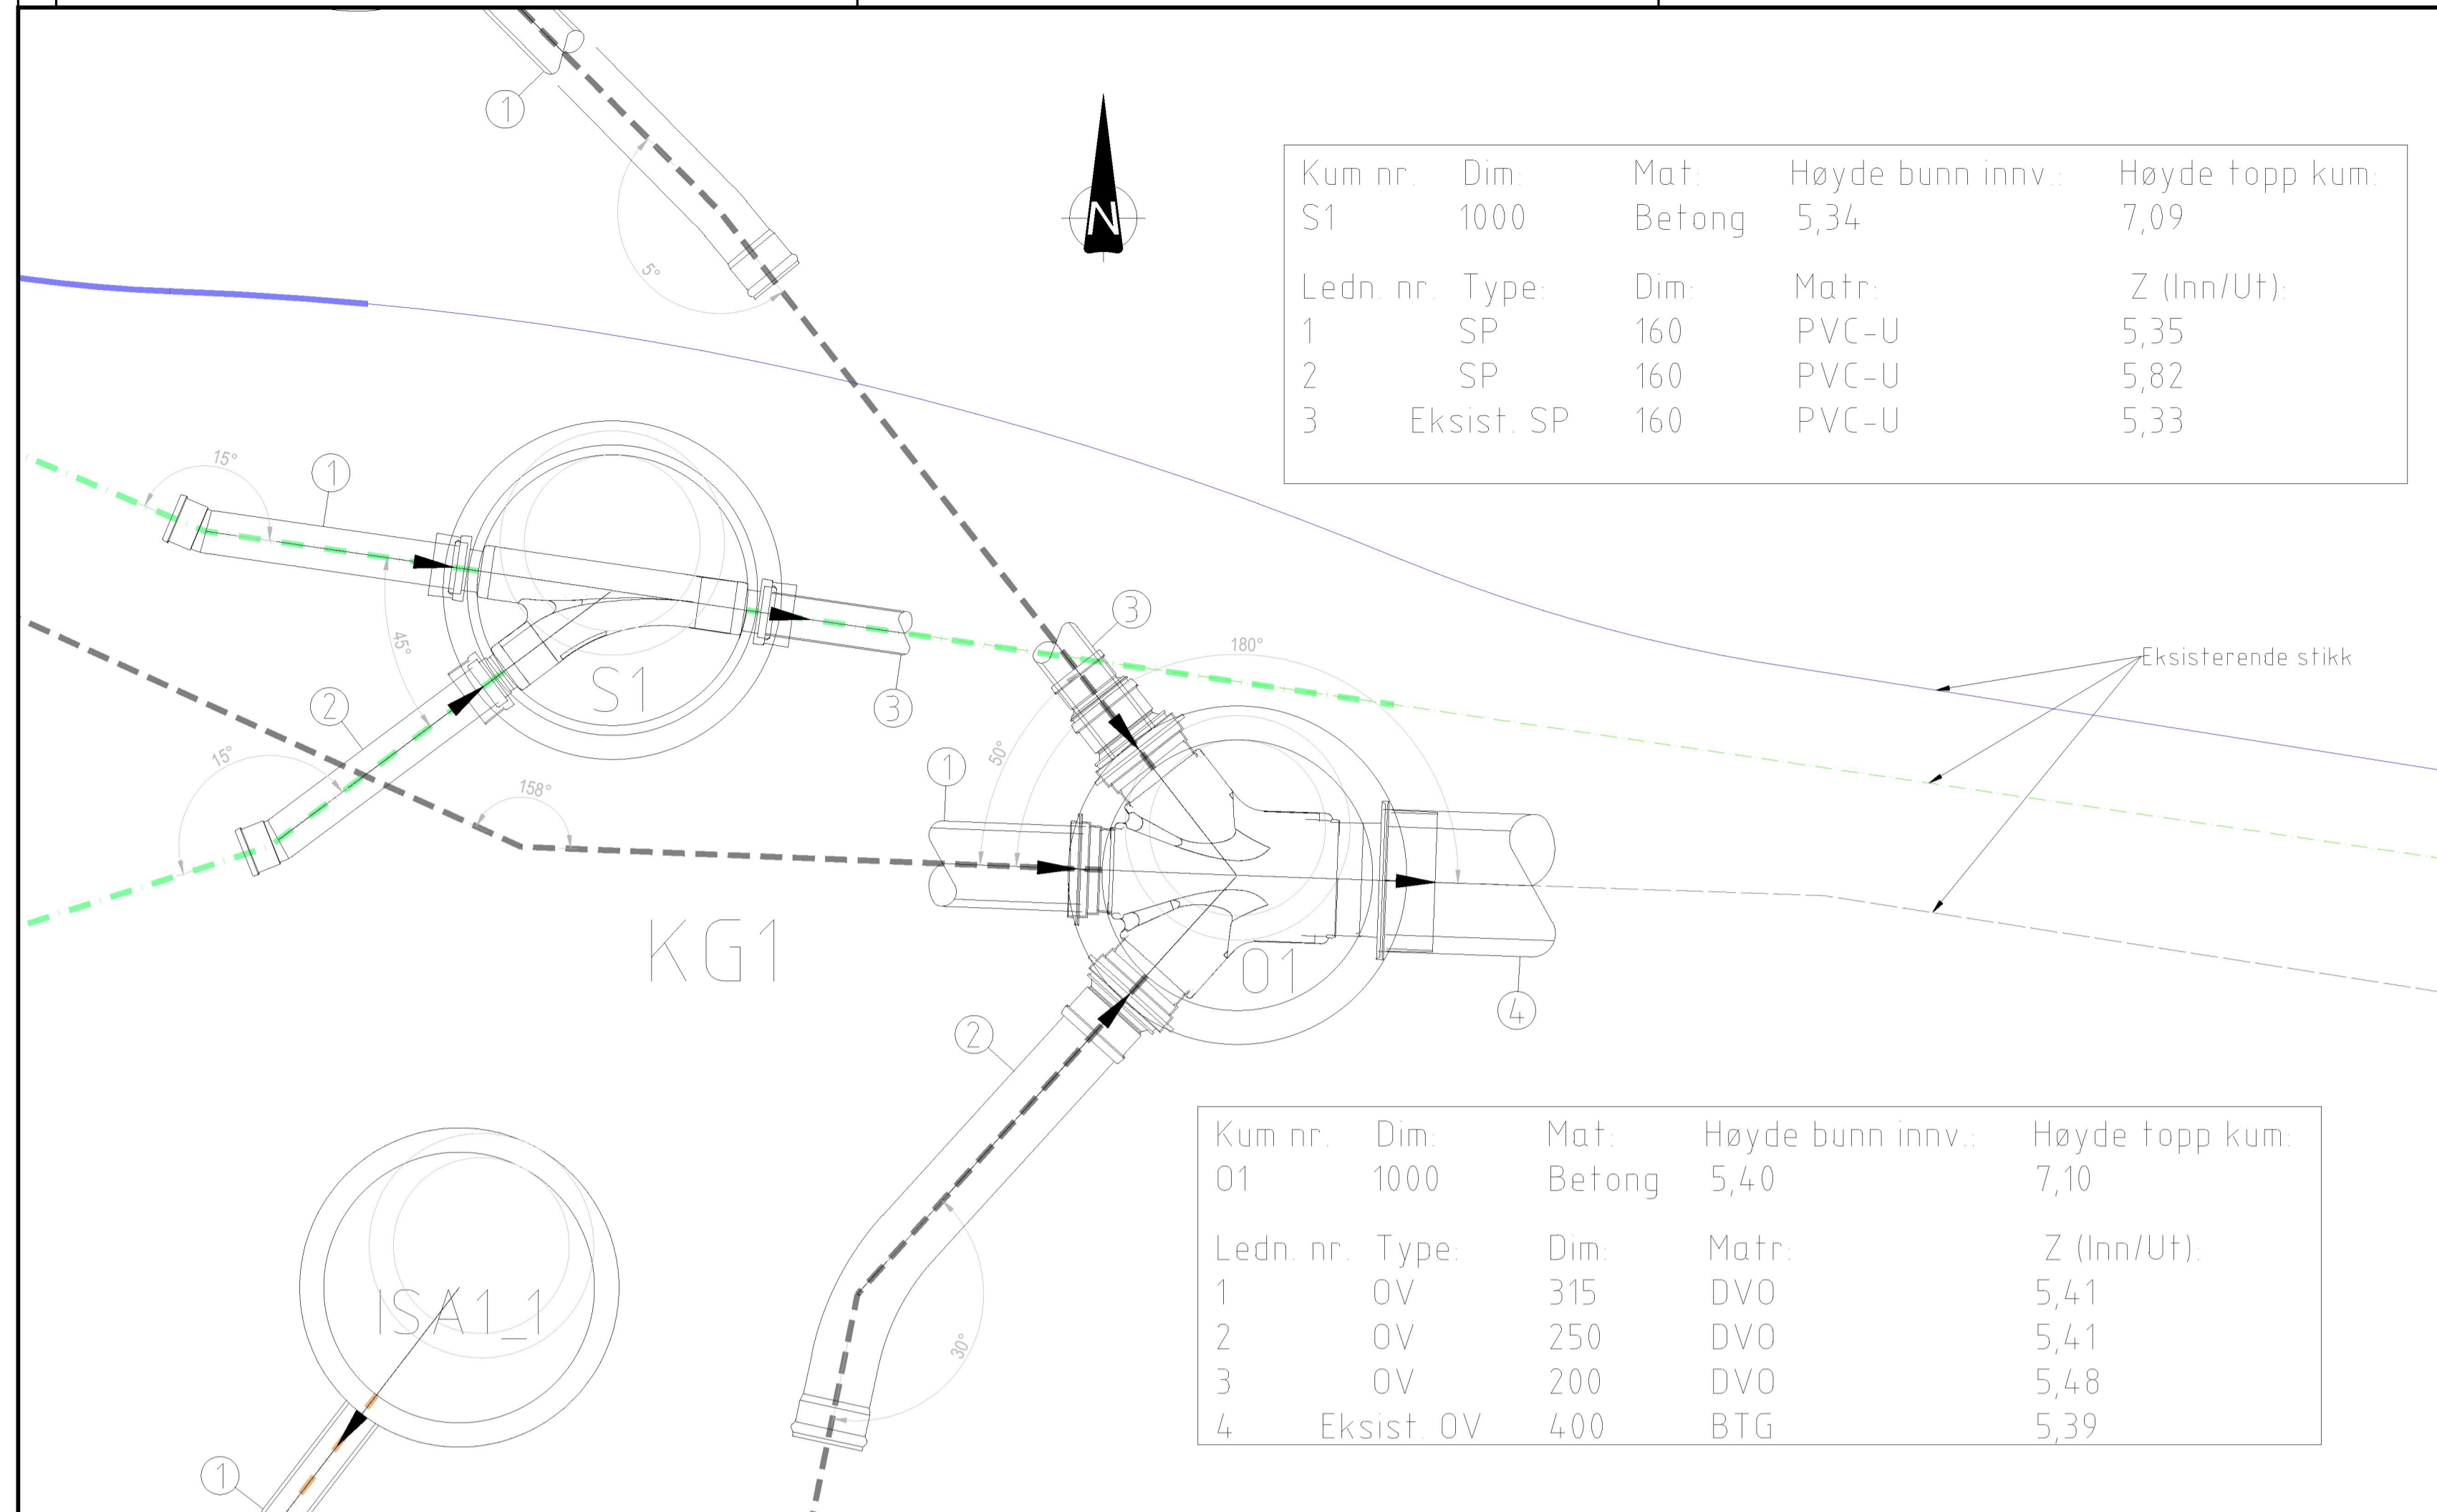 1
N
Kum nr. Dim: Mat: Høyde bunn innv.: Høyde topp kum:
S1 1000 Betong 5,34 7,09
Ledn. nr. Type: Dim: Matr: Z (Inn/Ut):
1 SP 160 PVC-U 5,35
2 SP 160 PVC-U 5,82
3 Eksist. SP 160 PVC-U 5,33
5°
15°
1
45°
S1
2
3
15°
158°
3
180°
50°
1
Eksisterende stikk
KG1
O1
4
2
30°
ISA1_1
1
Kum nr. Dim: Mat: Høyde bunn innv.: Høyde topp kum:
O1 1000 Betong 5,40 7,10
Ledn. nr. Type: Dim: Matr: Z (Inn/Ut):
1 OV 315 DVO 5,41
2 OV 250 DVO 5,41
3 OV 200 DVO 5,48
4 Eksist. OV 400 BTG 5,39